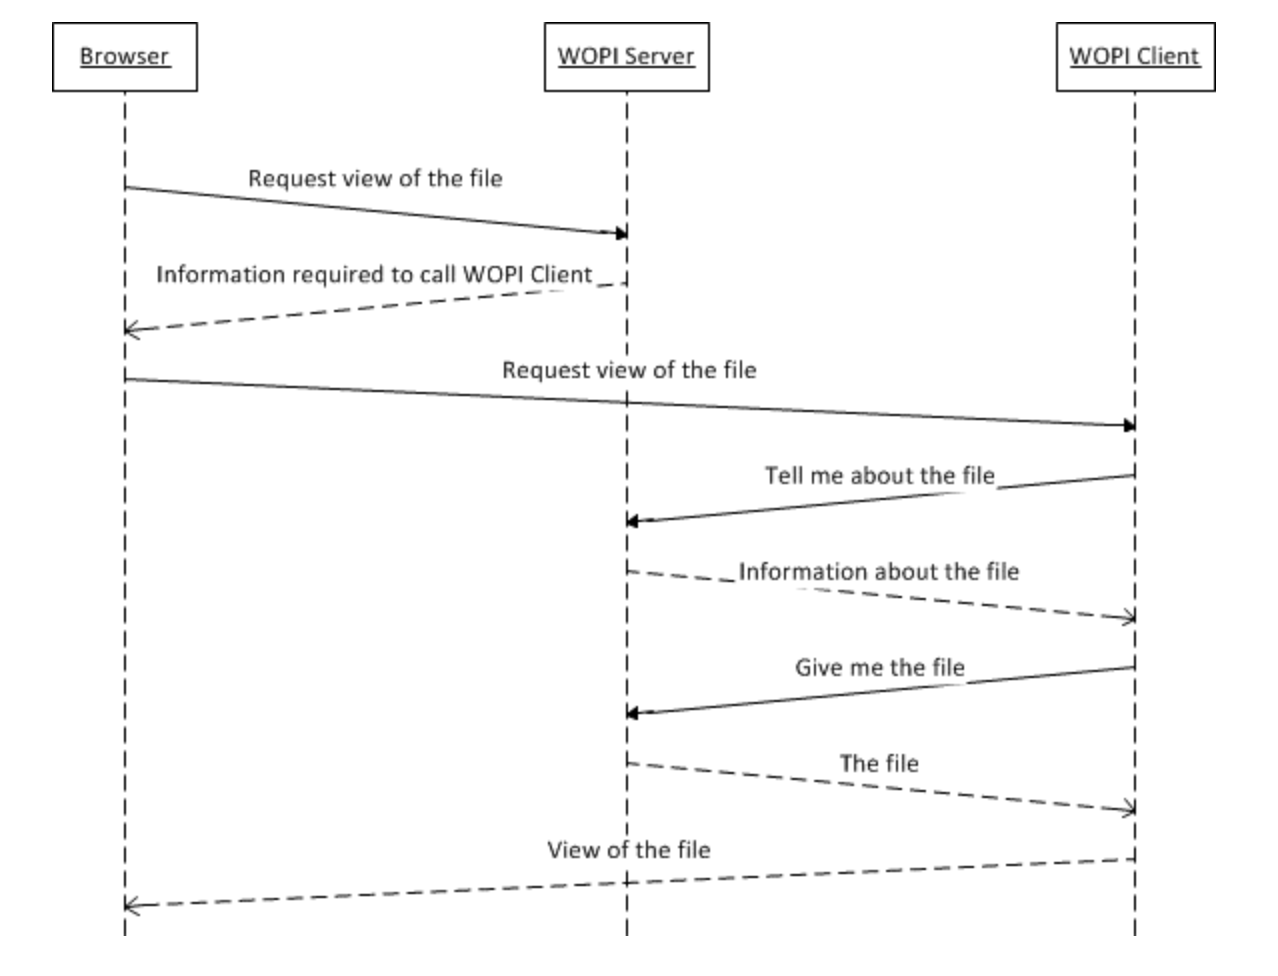 Browser
WOPI Server
WOPI Client
Request view of the file
Information required to call WOPI Client
Request view of the file
Tell me about the file
Information about the file
Give me the file
The file
View of the file